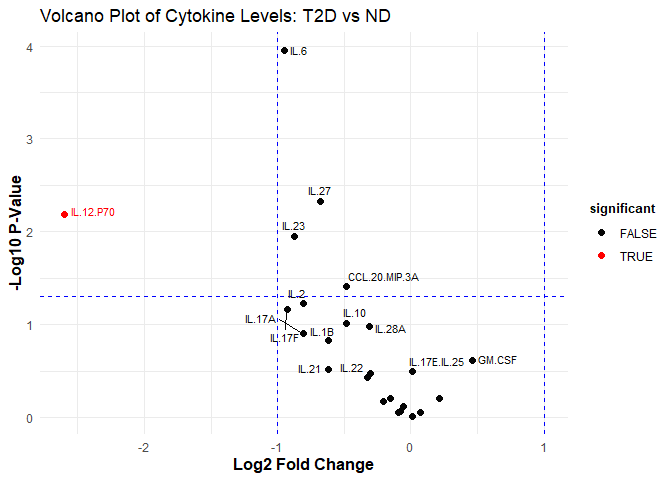 Volcano Plot of Cytokine Levels: T2D vs ND
4
IL.6
3
IL.27
IL.12.P70
IL.23
2
CCL.20.MIP.3A
IL.2
IL.17A
IL.10
1
IL.17F
IL.1B
IL.28A
IL.21
IL.22
IL.17E.IL.25
GM.CSF
0
-2
-1
0
1
-Log10 P-Value
Log2 Fold Change
significant
FALSE
TRUE